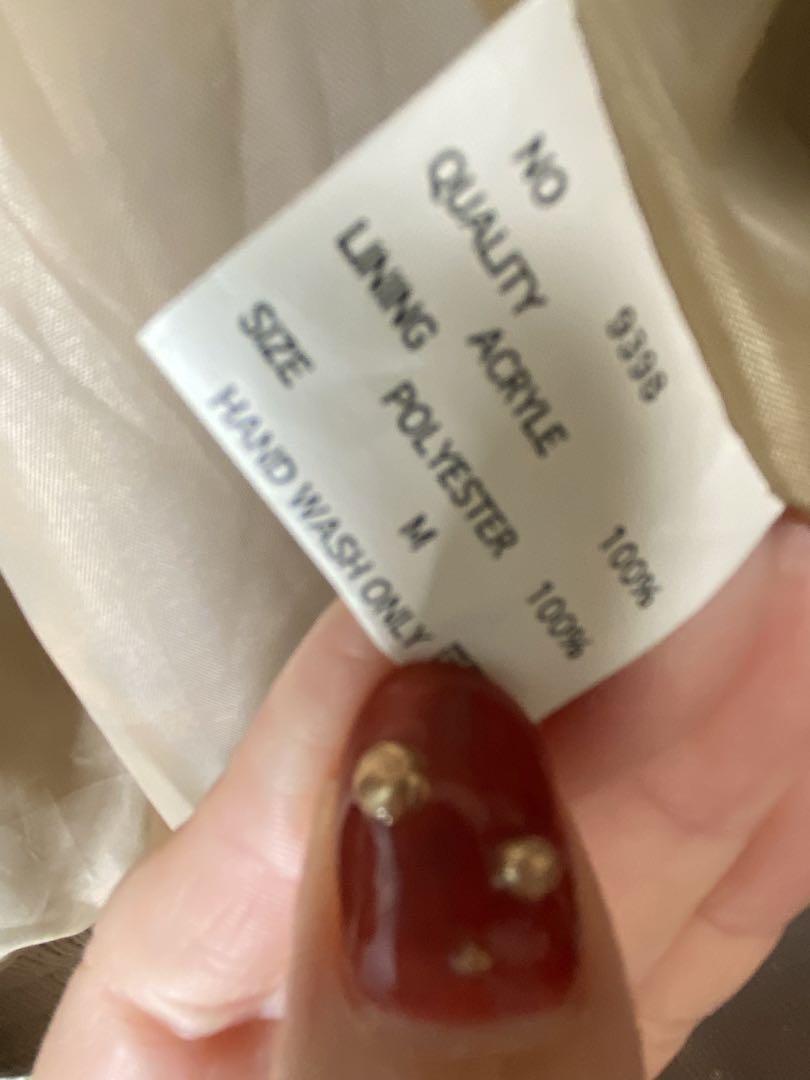 NO 9398
QUALITY ACRYLE 100%
LINING POLYESTER 100%
SIZE M
HAND WASH ONLY